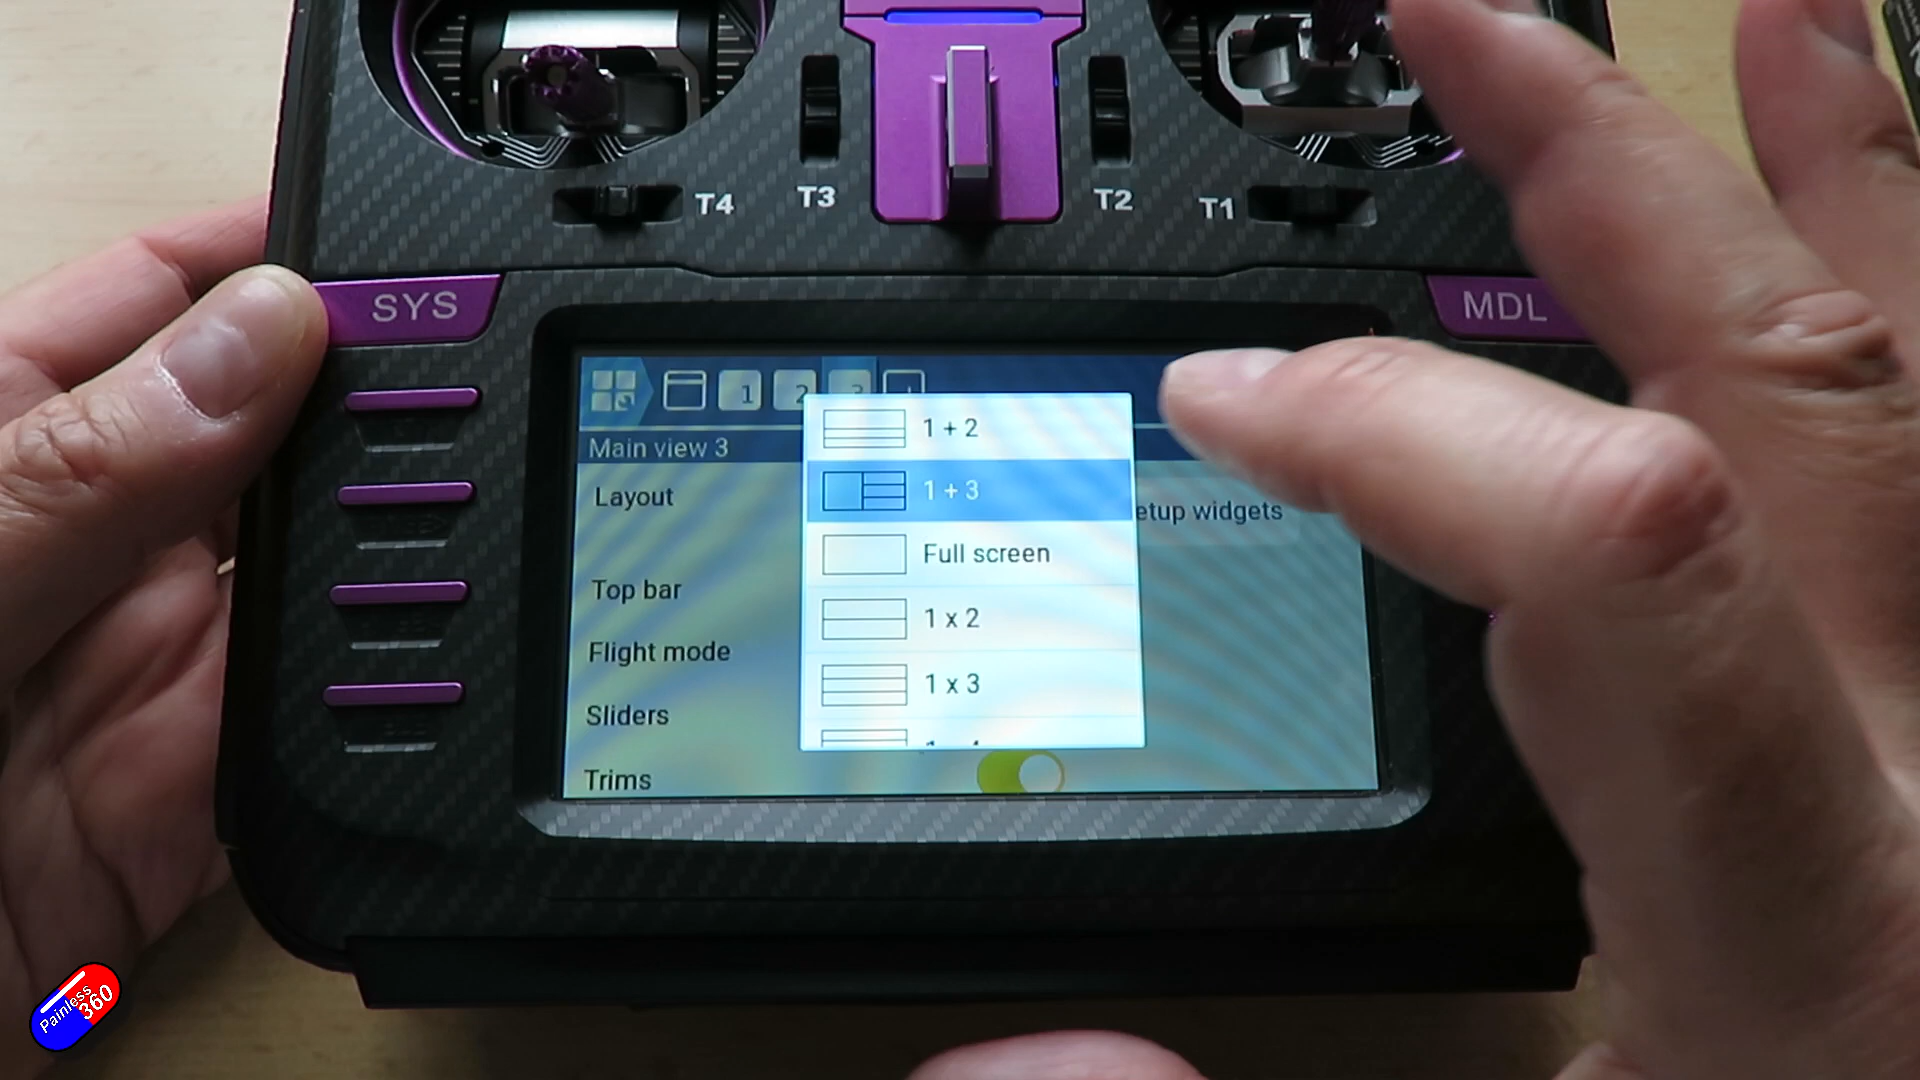 T4
T3
T2
T1
SYS
MDL
1
2
3
Main view 3
Layout
Top bar
Flight mode
Sliders
Trims
1 + 2
1 + 3
Full screen
1 x 2
1 x 3
etup widgets
Painless
360